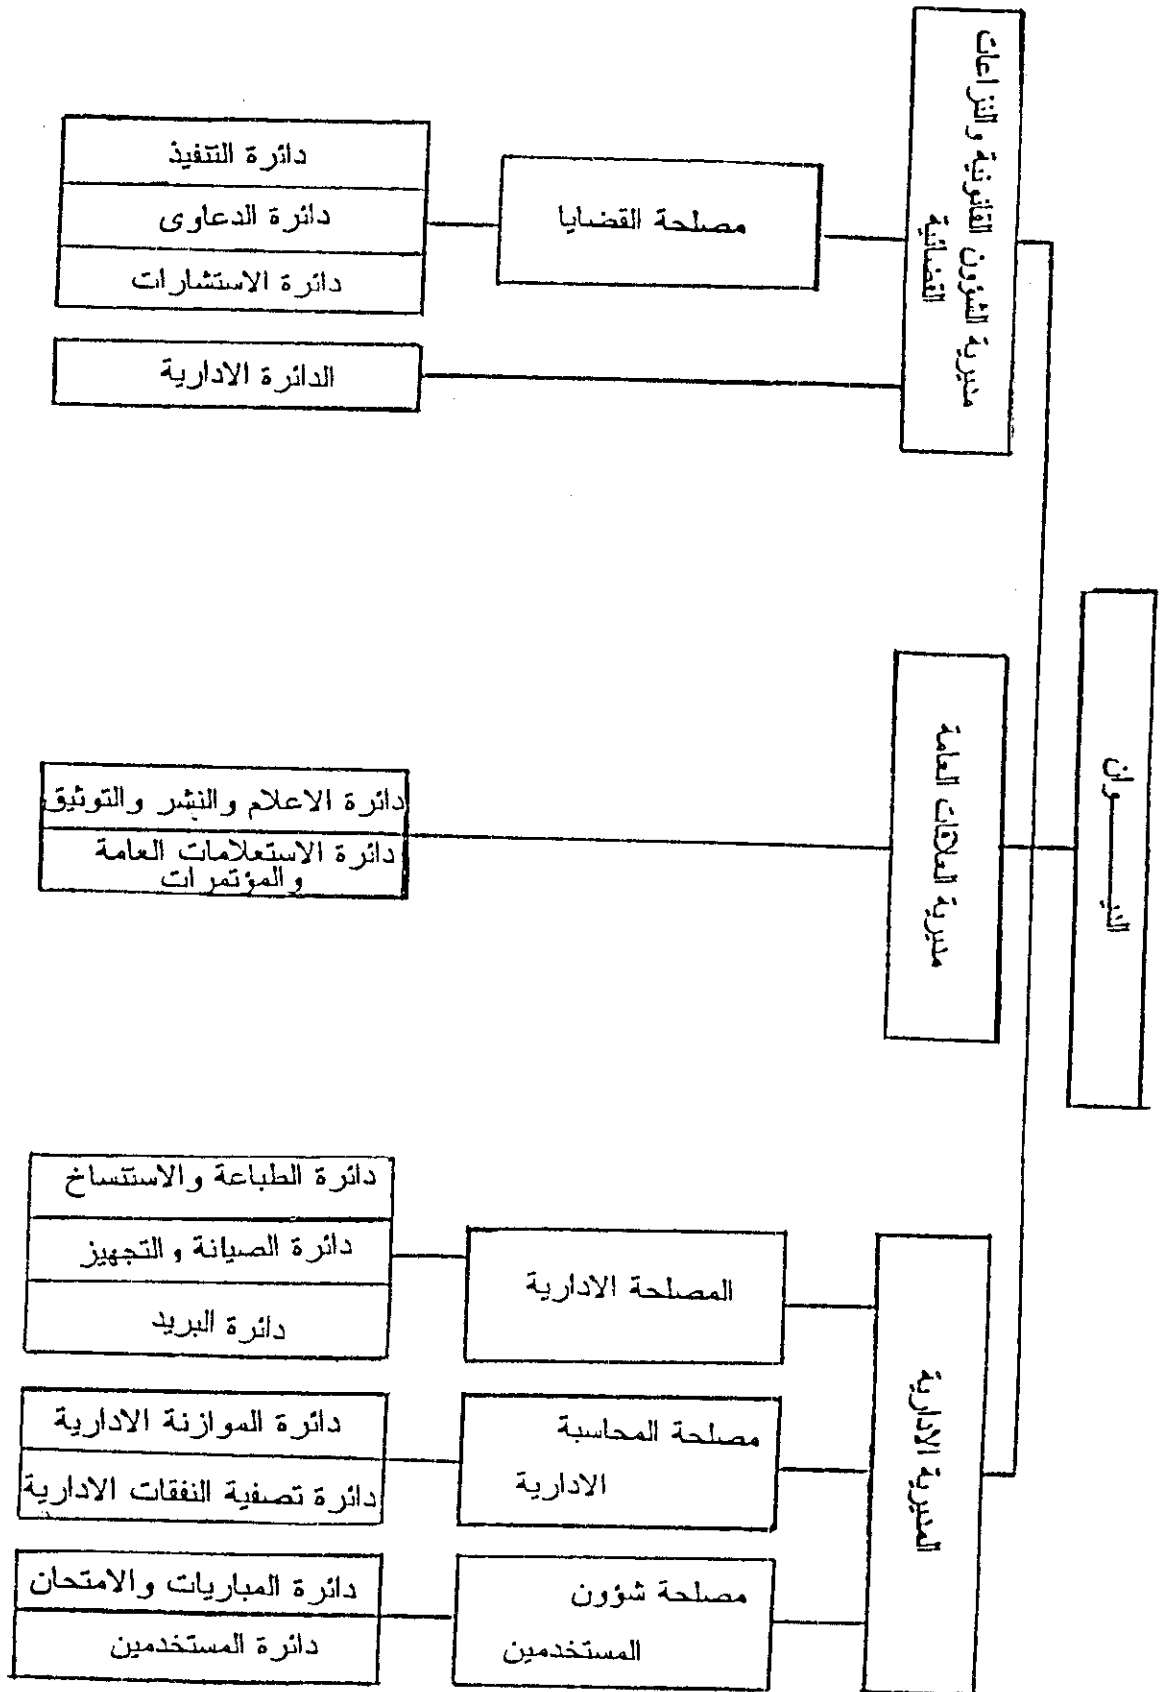 الديـــوان
مديرية الشؤون القانونية والنزاعات
القضائية
مصلحة القضايا
دائرة التنفيذ
دائرة الدعاوى
دائرة الاستشارات
الدائرة الادارية
مديرية العلاقات العامة
دائرة الاعلام والنشر والتوثيق
دائرة الاستعلامات العامة
والمؤتمرات
المديرية الادارية
المصلحة الادارية
دائرة الطباعة والاستنساخ
دائرة الصيانة والتجهيز
دائرة البريد
مصلحة المحاسبة
الادارية
دائرة الموازنة الادارية
دائرة تصفية النفقات الادارية
مصلحة شؤون
المستخدمين
دائرة المباريات والامتحان
دائرة المستخدمين